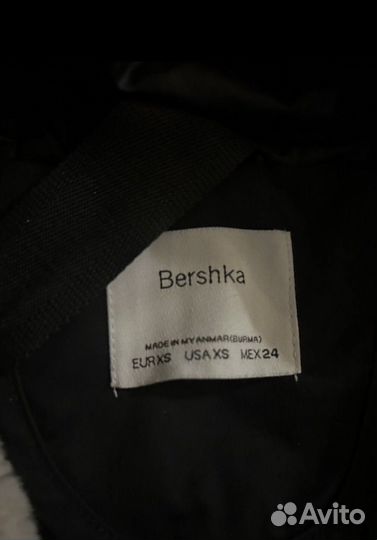 Bershka
MADE IN MYANMAR(BURMA)
EUR XS USA XS MEX 24
Avito